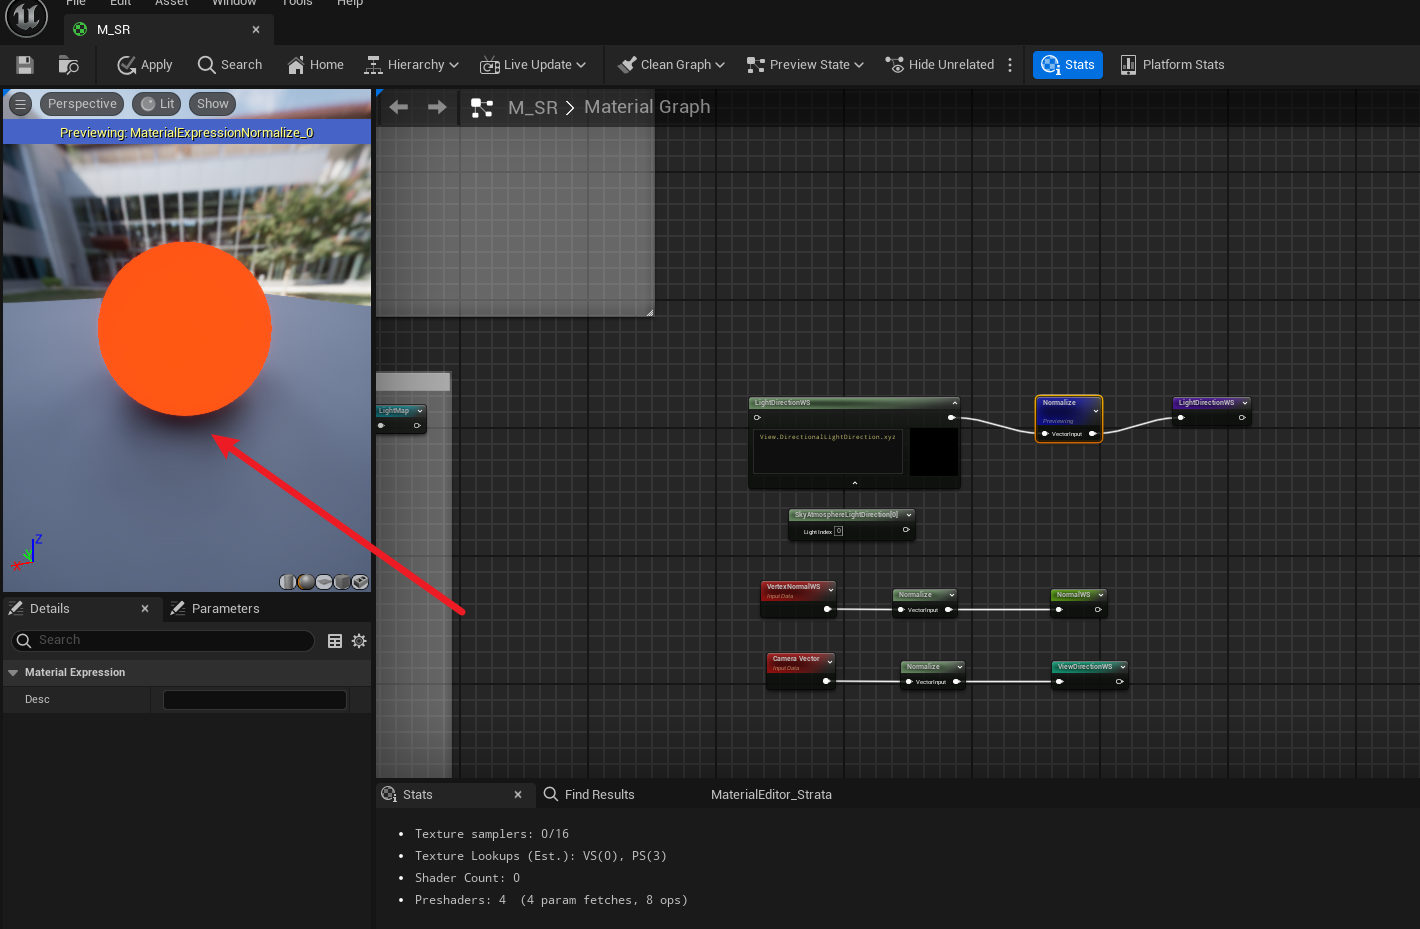 File Edit Asset Window Tools Help
M_SR
Apply Search Home Hierarchy Live Update Clean Graph Preview State Hide Unrelated Stats Platform Stats
Perspective Lit Show
M_SR Material Graph
Previewing: MaterialExpressionNormalize_0
LightMap
LightDirectionWS
View.DirectionalLightDirection.xyz
Normalize
Previewing
VectorInput
LightDirectionWS
SkyAtmosphereLightDirection[0]
Light Index 0
VertexNormalWS
Input Data
Normalize
VectorInput
NormalWS
Camera Vector
Input Data
Normalize
VectorInput
ViewDirectionWS
Z
X
Details
Parameters
Search
Material Expression
Desc
Stats
Find Results
MaterialEditor_Strata
Texture samplers: 0/16
Texture Lookups (Est.): VS(0), PS(3)
Shader Count: 0
Preshaders: 4 (4 param fetches, 8 ops)